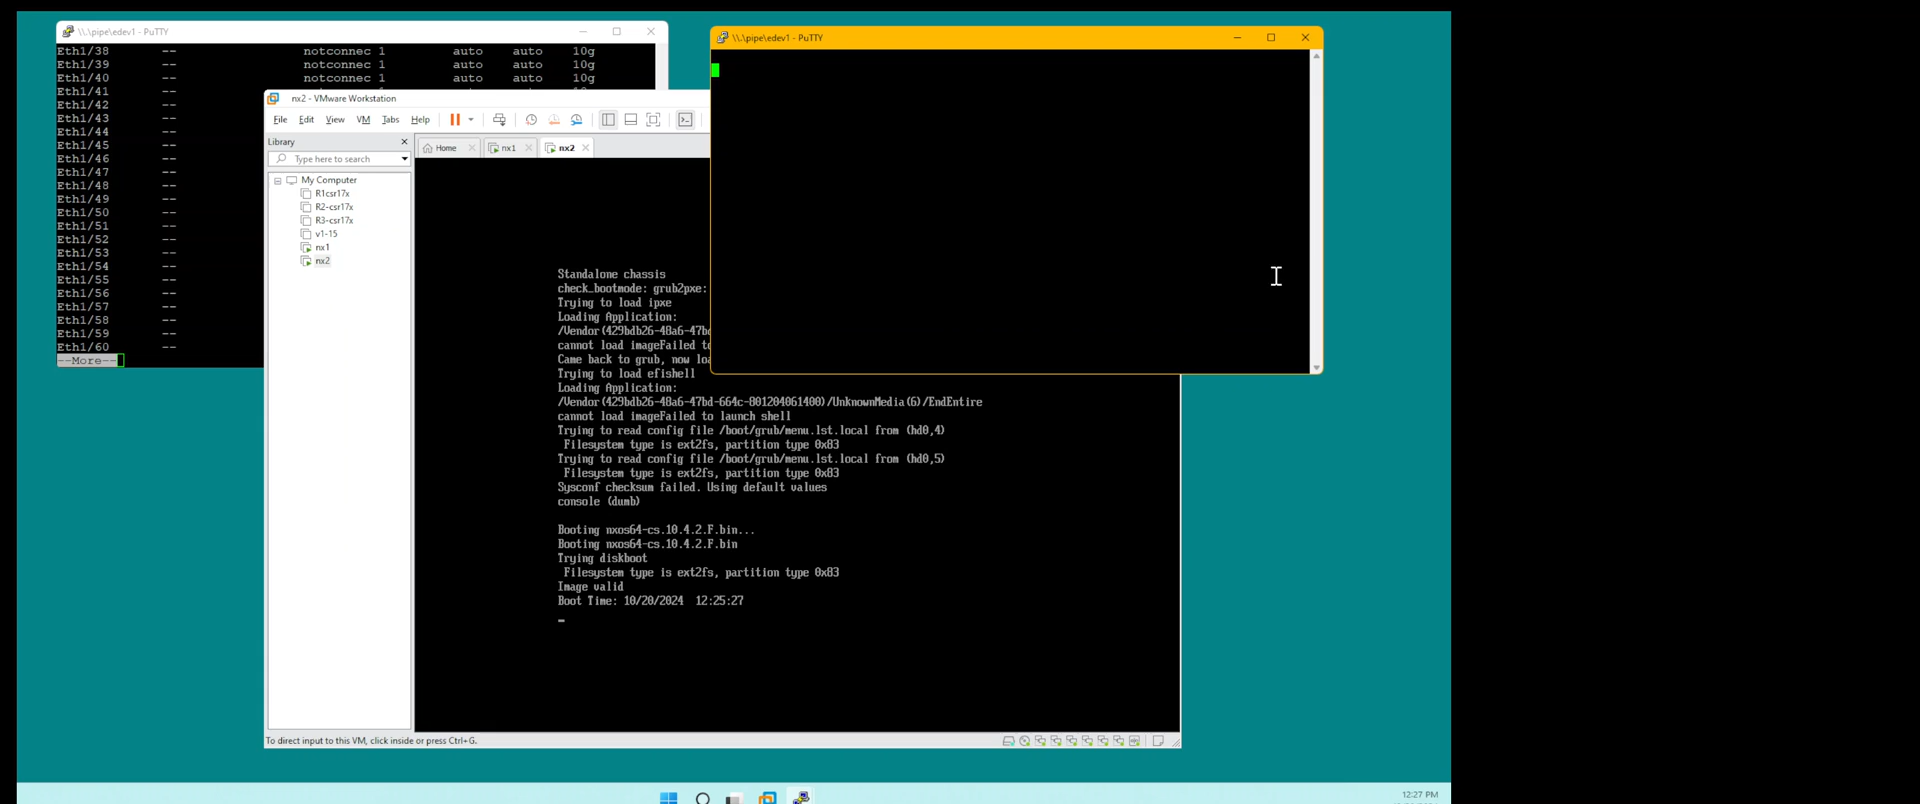 \\.\pipe\edev1 - PuTTY
Eth1/38 -- notconnec 1 auto auto 10g
Eth1/39 -- notconnec 1 auto auto 10g
Eth1/40 -- notconnec 1 auto auto 10g
Eth1/41 --
Eth1/42 --
Eth1/43 --
Eth1/44 --
Eth1/45 --
Eth1/46 --
Eth1/47 --
Eth1/48 --
Eth1/49 --
Eth1/50 --
Eth1/51 --
Eth1/52 --
Eth1/53 --
Eth1/54 --
Eth1/55 --
Eth1/56 --
Eth1/57 --
Eth1/58 --
Eth1/59 --
Eth1/60 --
--More--
\\.\pipe\edev1 - PuTTY
nx2 - VMware Workstation
File Edit View VM Tabs Help
Library
Type here to search
My Computer
R1csr17x
R2-csr17x
R3-csr17x
v1-15
nx1
nx2
Home nx1 nx2
Standalone chassis
check_bootmode: grub2pxe:
Trying to load ipxe
Loading Application:
/Vendor(429bdb26-48a6-47bd
cannot load imageFailed to
Came back to grub, now loa
Trying to load efishell
Loading Application:
/Vendor(429bdb26-48a6-47bd-664c-801204061400)/UnknownMedia(6)/EndEntire
cannot load imageFailed to launch shell
Trying to read config file /boot/grub/menu.lst.local from (hd0,4)
Filesystem type is ext2fs, partition type 0x83
Trying to read config file /boot/grub/menu.lst.local from (hd0,5)
Filesystem type is ext2fs, partition type 0x83
Sysconf checksum failed. Using default values
console (dumb)
Booting nxos64-cs.10.4.2.F.bin...
Booting nxos64-cs.10.4.2.F.bin
Trying diskboot
Filesystem type is ext2fs, partition type 0x83
Image valid
Boot Time: 10/20/2024 12:25:27
To direct input to this VM, click inside or press Ctrl+G.
12:27 PM